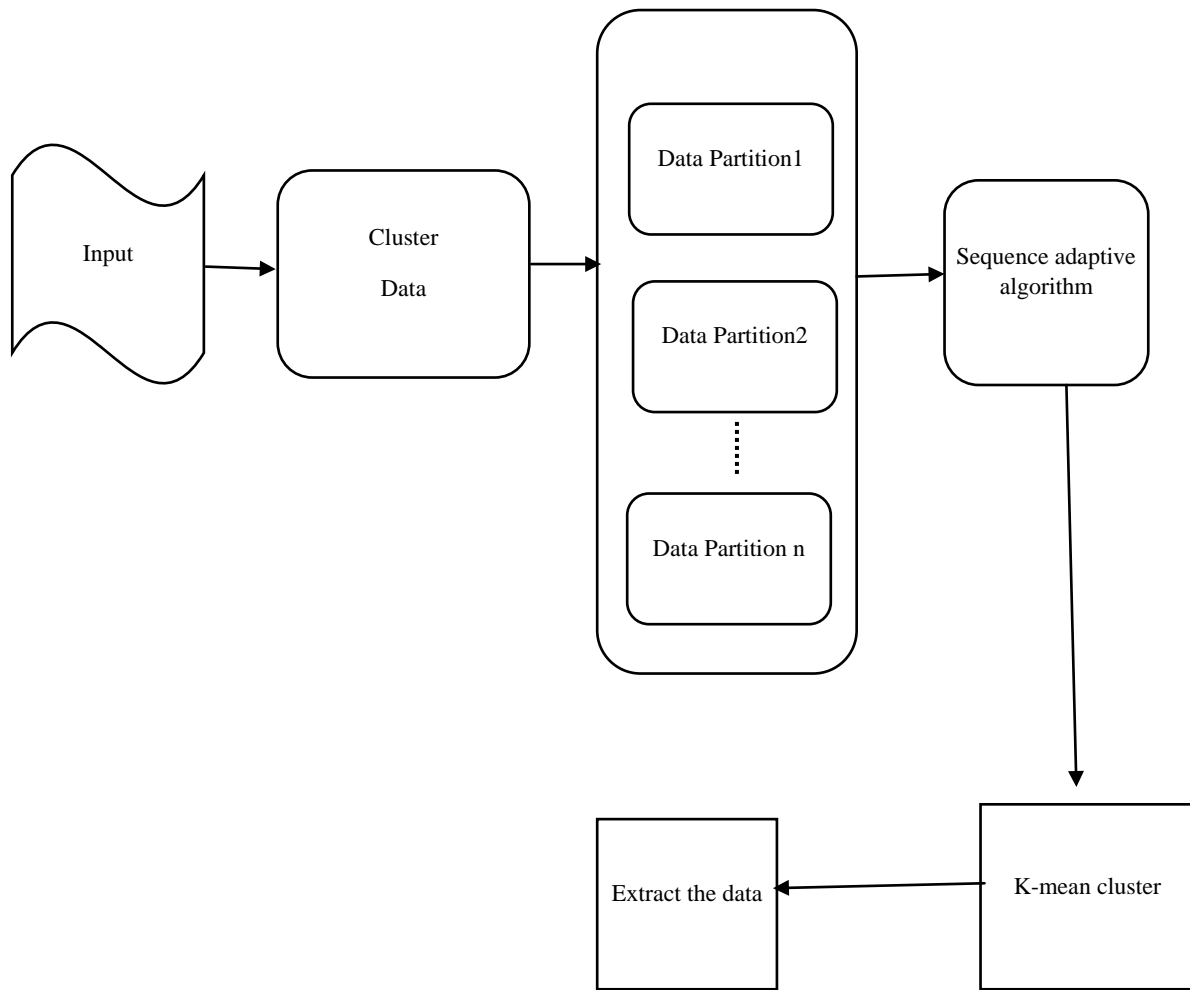 Input
Cluster
Data
Data Partition1
Data Partition2
Data Partition n
Sequence adaptive
algorithm
K-mean cluster
Extract the data